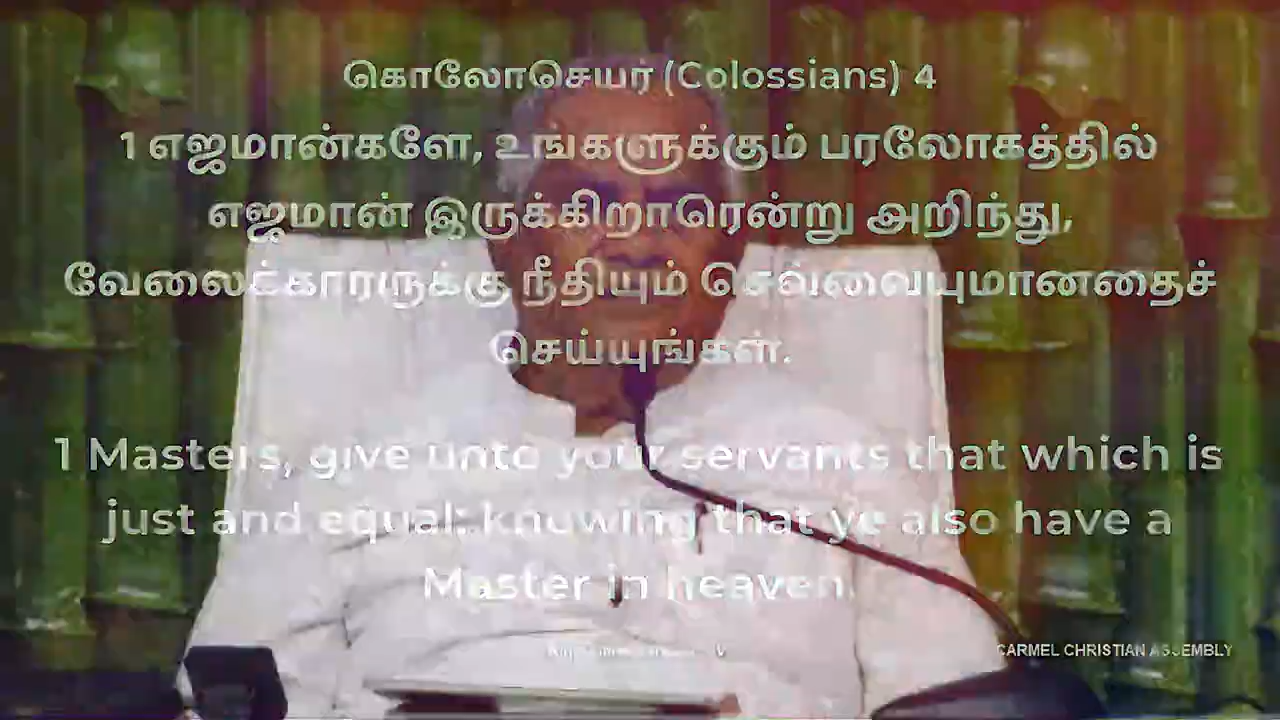 கொலோசெயர் (Colossians) 4
1 எஜமான்களே, உங்களுக்கும் பரலோகத்தில்
எஜமான் இருக்கிறாரென்று அறிந்து,
வேலைக்காரருக்கு நீதியும் செவ்வையுமானதைச்
செய்யுங்கள்.
1 Masters, give unto your servants that which is
just and equal; knowing that ye also have a
Master in heaven.
CARMEL CHRISTIAN ASSEMBLY